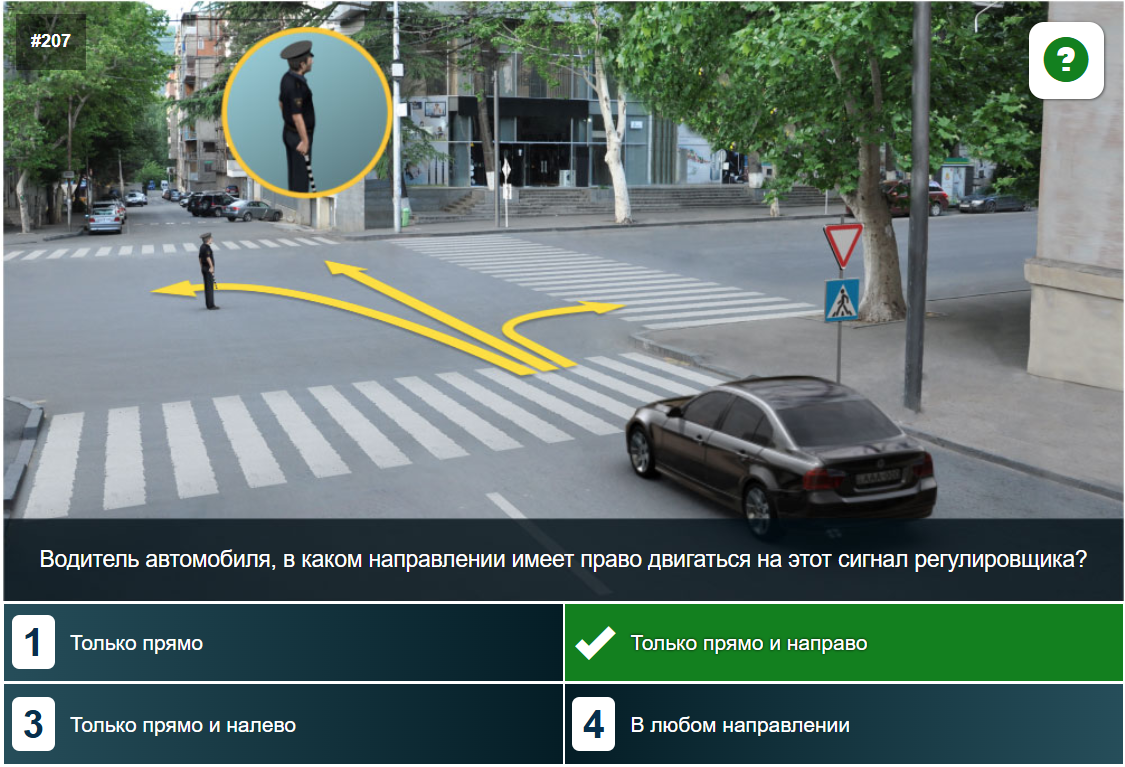 #207
?
Водитель автомобиля, в каком направлении имеет право двигаться на этот сигнал регулировщика?
1 Только прямо
Только прямо и направо
3 Только прямо и налево
4 В любом направлении